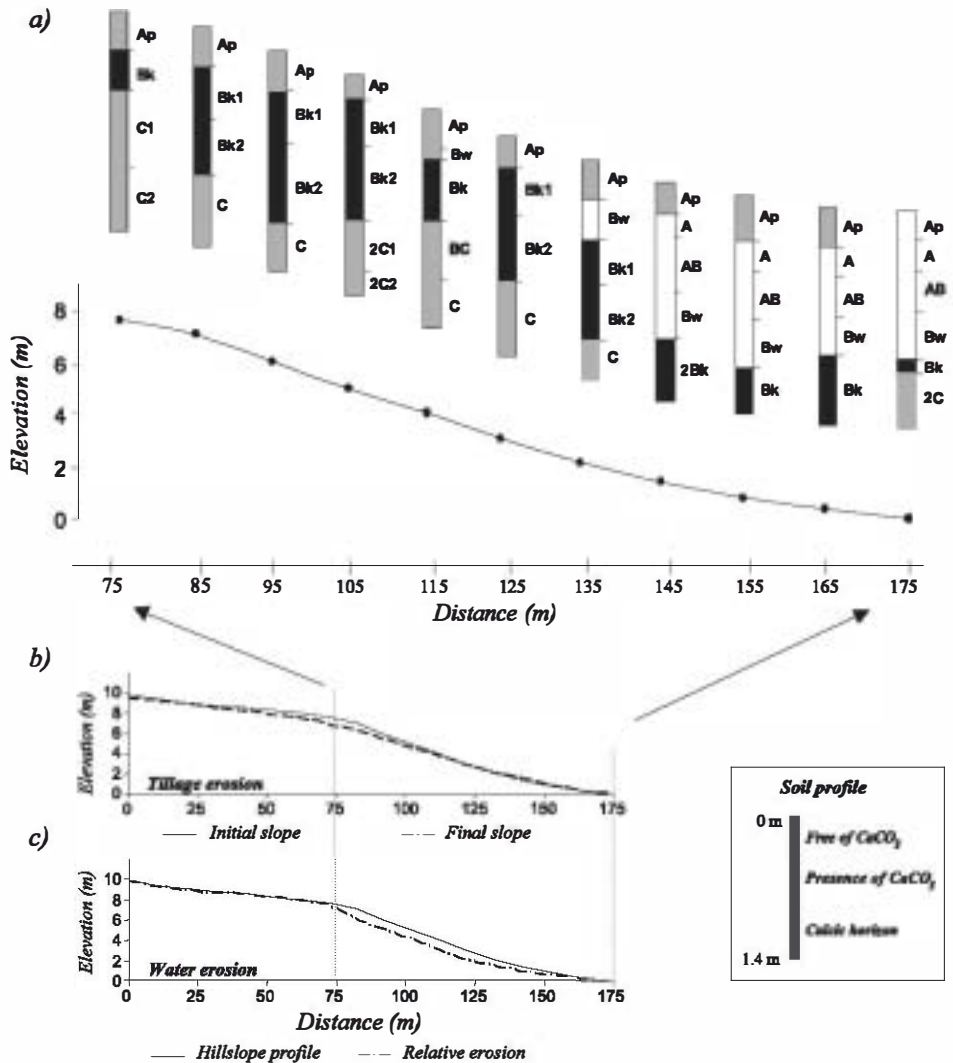 a)
Ap
Bk
C1
C2
Ap
Bk1
Bk2
C
Ap
Bk1
Bk2
C
Ap
Bk1
Bk2
2C1
2C2
Ap
Bw
Bk
BC
C
Ap
Bk1
Bk2
C
Ap
Bw
Bk1
Bk2
C
Ap
A
AB
Bw
2Bk
Ap
A
AB
Bw
Bk
Ap
A
AB
Bw
Bk
Ap
A
AB
Bw
Bk
2C
Elevation (m)
8
6
4
2
0
75 85 95 105 115 125 135 145 155 165 175
Distance (m)
b)
Elevation (m)
10
8
6
4
2
0
Tillage erosion
0 25 50 75 100 125 150 175
Initial slope Final slope
c)
Elevation (m)
10
8
6
4
2
0
Water erosion
0 25 50 75 100 125 150 175
Distance (m)
Hillslope profile Relative erosion
Soil profile
0 m
Free of CaCO₃
Presence of CaCO₃
Calcic horizon
1.4 m